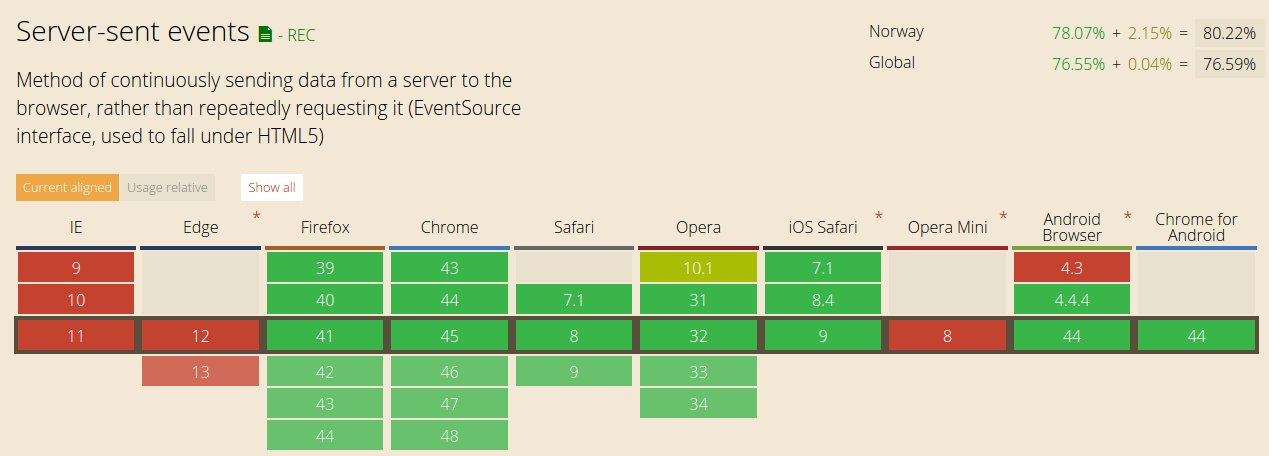 Server-sent events - REC
Norway 78.07% + 2.15% = 80.22%
Global 76.55% + 0.04% = 76.59%
Method of continuously sending data from a server to the
browser, rather than repeatedly requesting it (EventSource
interface, used to fall under HTML5)
Current aligned Usage relative Show all
IE Edge * Firefox Chrome Safari Opera iOS Safari * Opera Mini * Android Browser * Chrome for Android
9 39 43 10.1 7.1 4.3
10 40 44 7.1 31 8.4 4.4.4
11 12 41 45 8 32 9 8 44 44
13 42 46 9 33
43 47 34
44 48